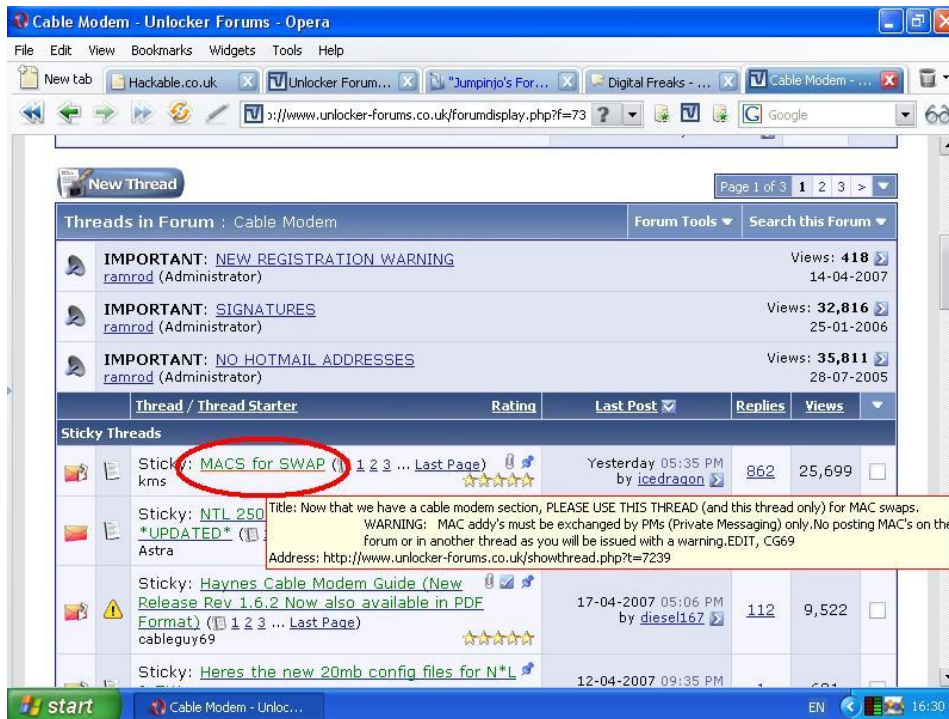 Cable Modem - Unlocker Forums - Opera
File Edit View Bookmarks Widgets Tools Help
New tab Hackable.co.uk Unlocker Forum... "Jumpinjo's For... Digital Freaks - ... Cable Modem - ...
://www.unlocker-forums.co.uk/forumdisplay.php?f=73 ? Google
New Thread
Page 1 of 3 1 2 3 >
Threads in Forum : Cable Modem Forum Tools Search this Forum
IMPORTANT: NEW REGISTRATION WARNING Views: 418
ramrod (Administrator) 14-04-2007
IMPORTANT: SIGNATURES Views: 32,816
ramrod (Administrator) 25-01-2006
IMPORTANT: NO HOTMAIL ADDRESSES Views: 35,811
ramrod (Administrator) 28-07-2005
Thread / Thread Starter Rating Last Post Replies Views
Sticky Threads
Sticky: MACS for SWAP ( 1 2 3 ... Last Page) Yesterday 05:35 PM 862 25,699
kms by icedragon
Title: Now that we have a cable modem section, PLEASE USE THIS THREAD (and this thread only) for MAC swaps.
WARNING: MAC addy's must be exchanged by PMs (Private Messaging) only.No posting MAC's on the
forum or in another thread as you will be issued with a warning.EDIT, CG69
Address: http://www.unlocker-forums.co.uk/showthread.php?t=7239
Sticky: NTL 250
*UPDATED* (
Astra
Sticky: Haynes Cable Modem Guide (New
Release Rev 1.6.2 Now also available in PDF
Format) ( 1 2 3 ... Last Page)
cableguy69
17-04-2007 05:06 PM 112 9,522
by diesel167
Sticky: Heres the new 20mb config files for N*L
12-04-2007 09:35 PM
start Cable Modem - Unloc... EN 16:30